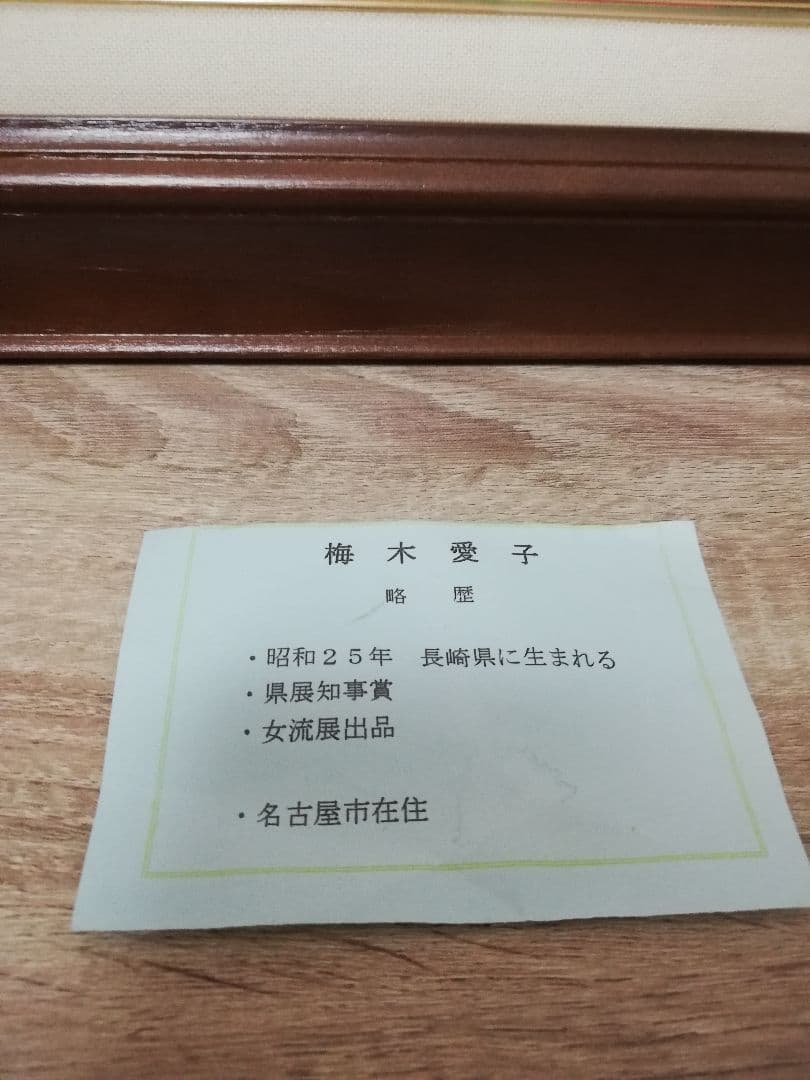 梅木愛子
略歴
・昭和２５年　長崎県に生まれる
・県展知事賞
・女流展出品
・名古屋市在住